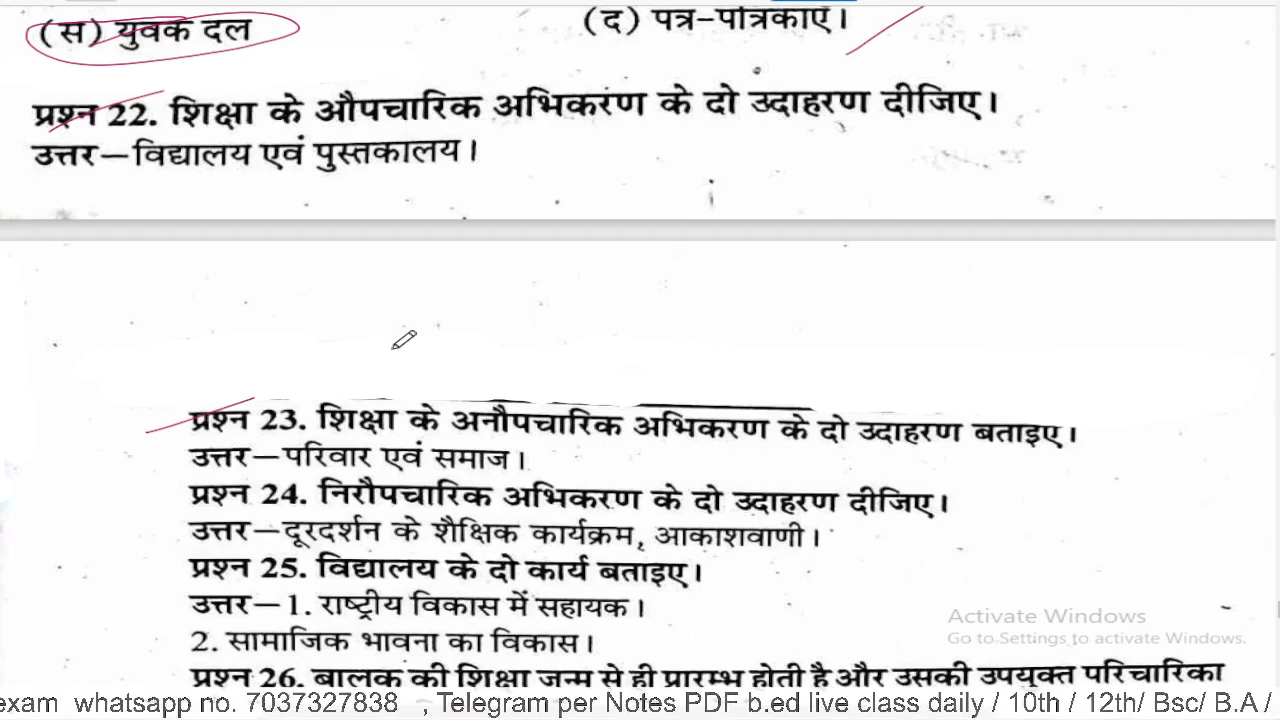 (स) युवक दल
(द) पत्र-पत्रिकाएं।
प्रश्न 22. शिक्षा के औपचारिक अभिकरण के दो उदाहरण दीजिए।
उत्तर–विद्यालय एवं पुस्तकालय।
प्रश्न 23. शिक्षा के अनौपचारिक अभिकरण के दो उदाहरण बताइए।
उत्तर–परिवार एवं समाज।
प्रश्न 24. निरौपचारिक अभिकरण के दो उदाहरण दीजिए।
उत्तर–दूरदर्शन के शैक्षिक कार्यक्रम, आकाशवाणी।
प्रश्न 25. विद्यालय के दो कार्य बताइए।
उत्तर–1. राष्ट्रीय विकास में सहायक।
2. सामाजिक भावना का विकास।
Activate Windows
Go to Settings to activate Windows.
प्रश्न 26. बालक की शिक्षा जन्म से ही प्रारम्भ होती है और उसकी उपयुक्त परिचारिका
exam whatsapp no. 7037327838 , Telegram per Notes PDF b.ed live class daily / 10th / 12th/ Bsc/ B.A /